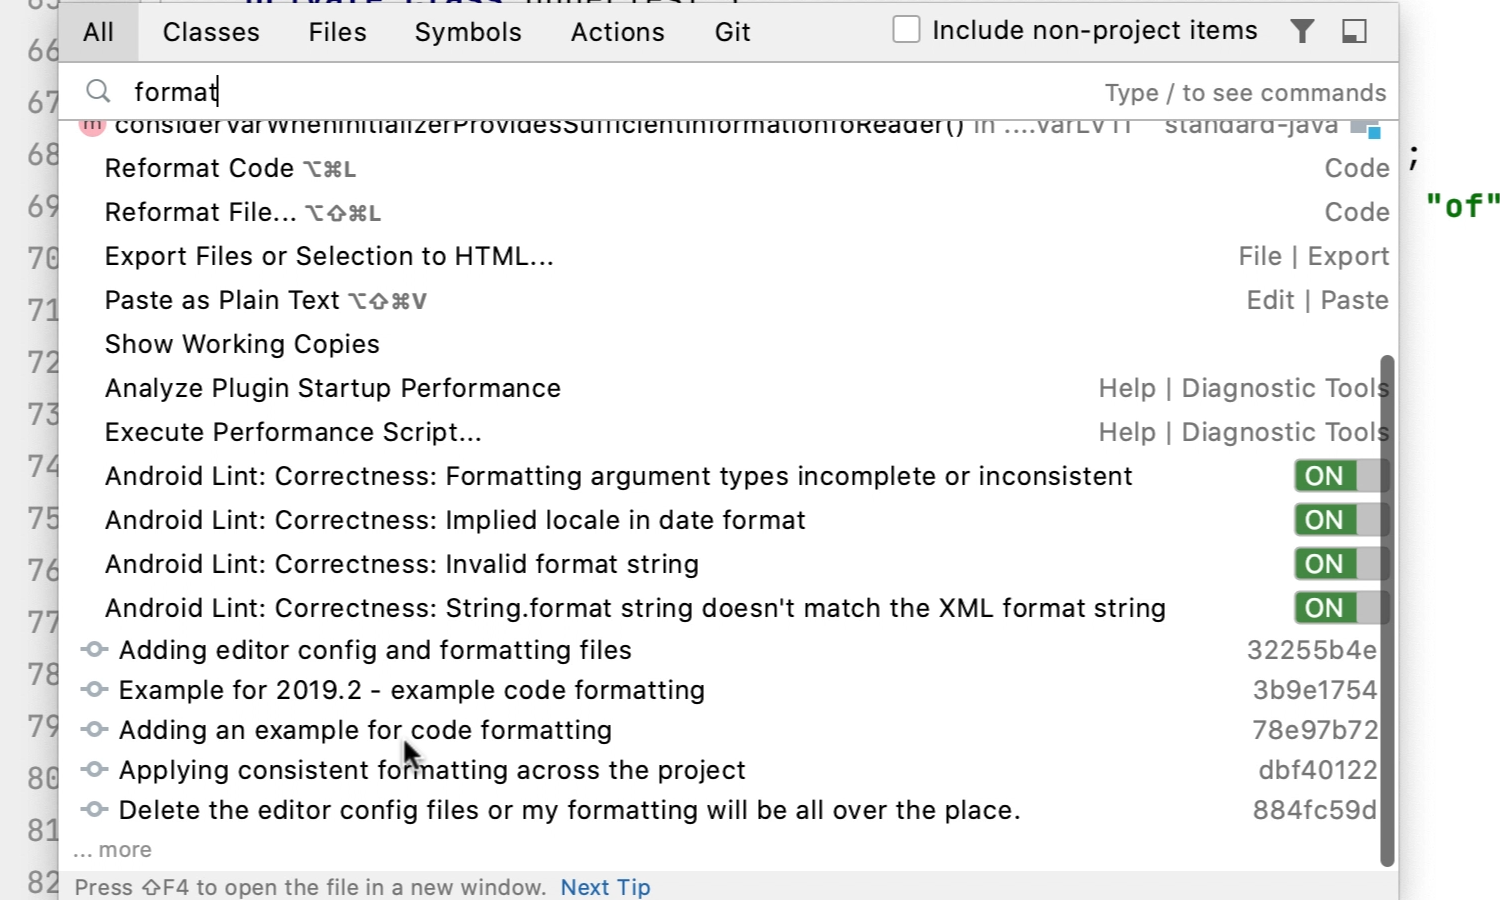 65 private class
All Classes Files Symbols Actions Git Include non-project items
66
format Type / to see commands
67
m considerVarWhenInitializerProvidesSufficientInformationToReader() in ....varLVTI standard-java
68 ;
Reformat Code ⌥⌘L Code
69 "of"
Reformat File... ⌥⇧⌘L Code
70
Export Files or Selection to HTML... File | Export
71
Paste as Plain Text ⌥⇧⌘V Edit | Paste
72
Show Working Copies
73
Analyze Plugin Startup Performance Help | Diagnostic Tools
Execute Performance Script... Help | Diagnostic Tools
74
Android Lint: Correctness: Formatting argument types incomplete or inconsistent ON
75
Android Lint: Correctness: Implied locale in date format ON
76
Android Lint: Correctness: Invalid format string ON
77
Android Lint: Correctness: String.format string doesn't match the XML format string ON
Adding editor config and formatting files 32255b4e
78
Example for 2019.2 - example code formatting 3b9e1754
79
Adding an example for code formatting 78e97b72
80
Applying consistent formatting across the project dbf40122
81
Delete the editor config files or my formatting will be all over the place. 884fc59d
... more
82
Press ⇧F4 to open the file in a new window. Next Tip